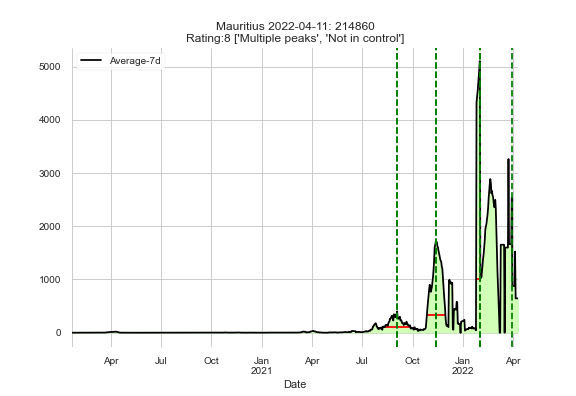 Mauritius 2022-04-11: 214860
Rating:8 ['Multiple peaks', 'Not in control']
Average-7d
5000
4000
3000
2000
1000
0
Apr Jul Oct Jan Apr Jul Oct Jan Apr
2021 2022
Date